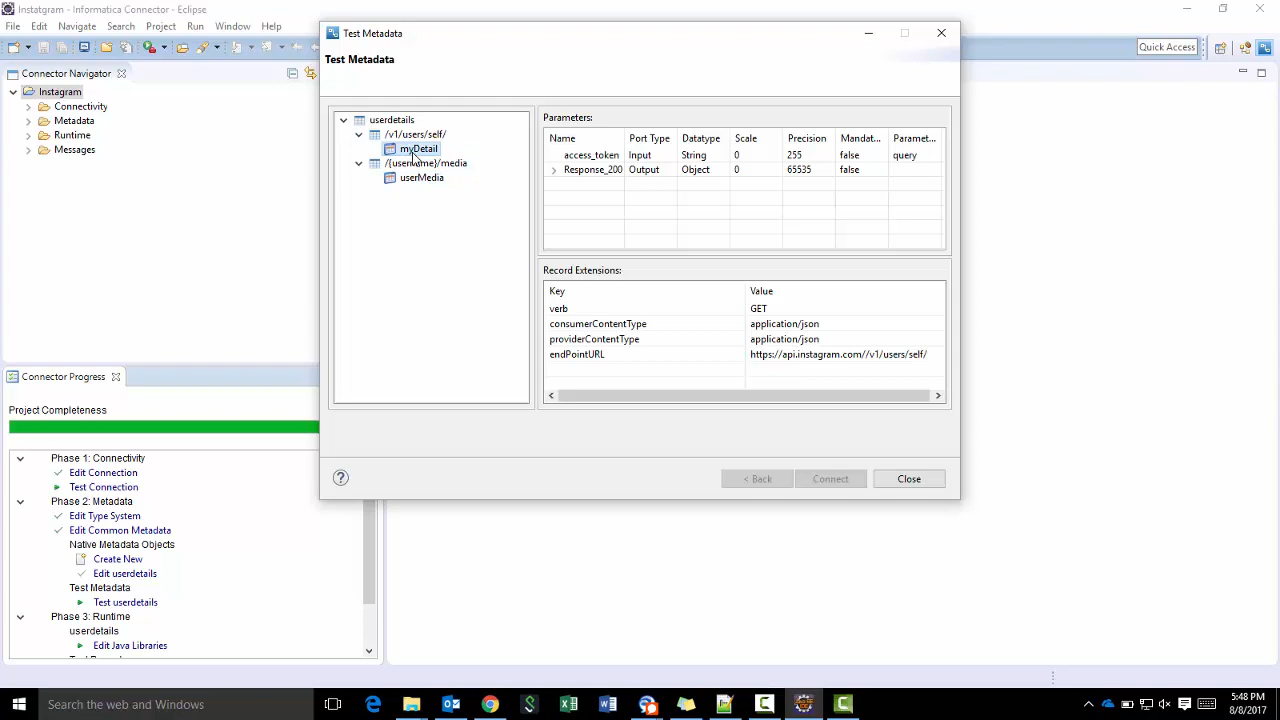 Instatgram - Informatica Connector - Eclipse
File Edit Navigate Search Project Run Window Help
Quick Access
Connector Navigator
Instagram
Connectivity
Metadata
Runtime
Messages
Connector Progress
Project Completeness
Phase 1: Connectivity
Edit Connection
Test Connection
Phase 2: Metadata
Edit Type System
Edit Common Metadata
Native Metadata Objects
Create New
Edit userdetails
Test Metadata
Test userdetails
Phase 3: Runtime
userdetails
Edit Java Libraries
Test Metadata
Test Metadata
userdetails
/v1/users/self/
myDetail
/{username}/media
userMedia
Parameters:
Name Port Type Datatype Scale Precision Mandat... Paramet...
access_token Input String 0 255 false query
Response_200 Output Object 0 65535 false
Record Extensions:
Key Value
verb GET
consumerContentType application/json
providerContentType application/json
endPointURL https://api.instagram.com//v1/users/self/
< Back Connect Close
Search the web and Windows
5:48 PM
8/8/2017